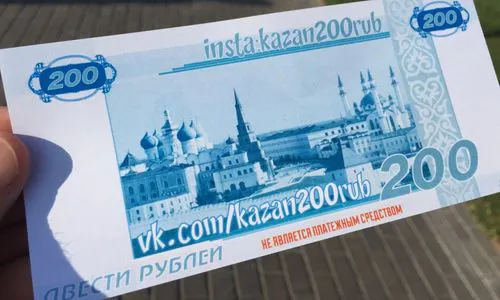 200
insta:kazan200rub
200
vk.com/kazan200rub
200
НЕ ЯВЛЯЕТСЯ ПЛАТЕЖНЫМ СРЕДСТВОМ
ДВЕСТИ РУБЛЕЙ